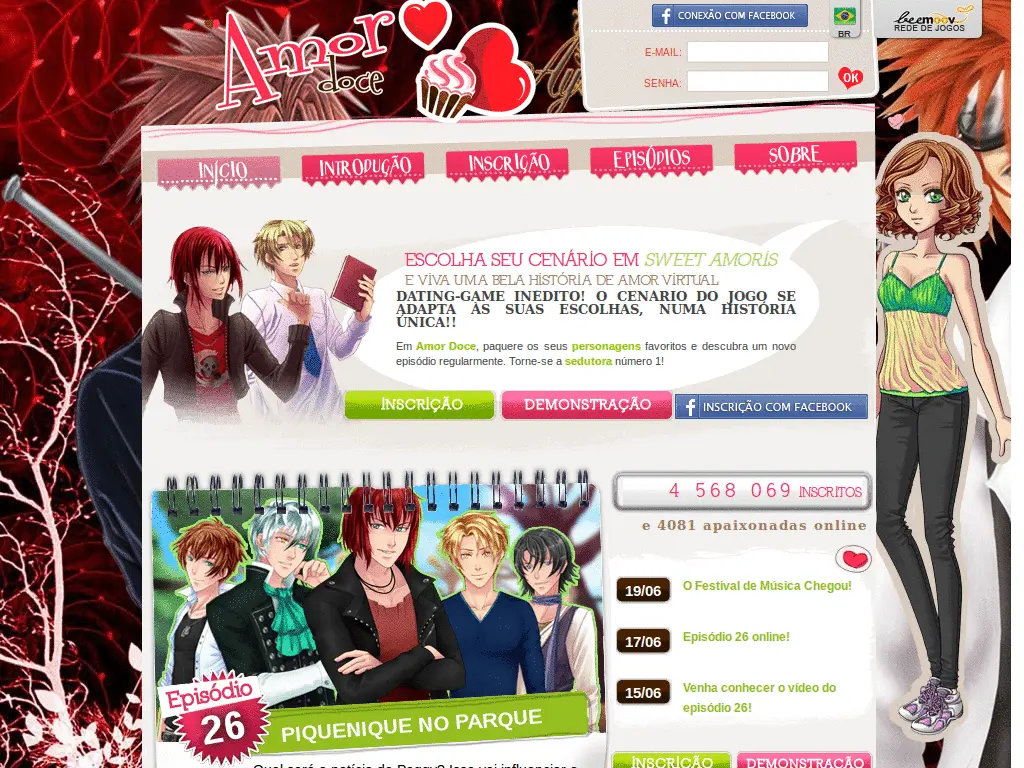 Amor
doce
CONEXÃO COM FACEBOOK
BR
beemoov
REDE DE JOGOS
E-MAIL:
SENHA:
OK
INÍCIO
INTRODUÇÃO
INSCRIÇÃO
EPISÓDIOS
SOBRE
ESCOLHA SEU CENÁRIO EM SWEET AMORIS
E VIVA UMA BELA HISTÓRIA DE AMOR VIRTUAL
DATING-GAME INEDITO! O CENARIO DO JOGO SE
ADAPTA ÀS SUAS ESCOLHAS, NUMA HISTÓRIA
ÚNICA!!
Em Amor Doce, paquere os seus personagens favoritos e descubra um novo
episódio regularmente. Torne-se a sedutora número 1!
INSCRIÇÃO
DEMONSTRAÇÃO
INSCRIÇÃO COM FACEBOOK
4 568 069 INSCRITOS
e 4081 apaixonadas online
19/06 O Festival de Música Chegou!
17/06 Episódio 26 online!
15/06 Venha conhecer o vídeo do
episódio 26!
Episódio
26
PIQUENIQUE NO PARQUE
INSCRIÇÃO
DEMONSTRAÇÃO